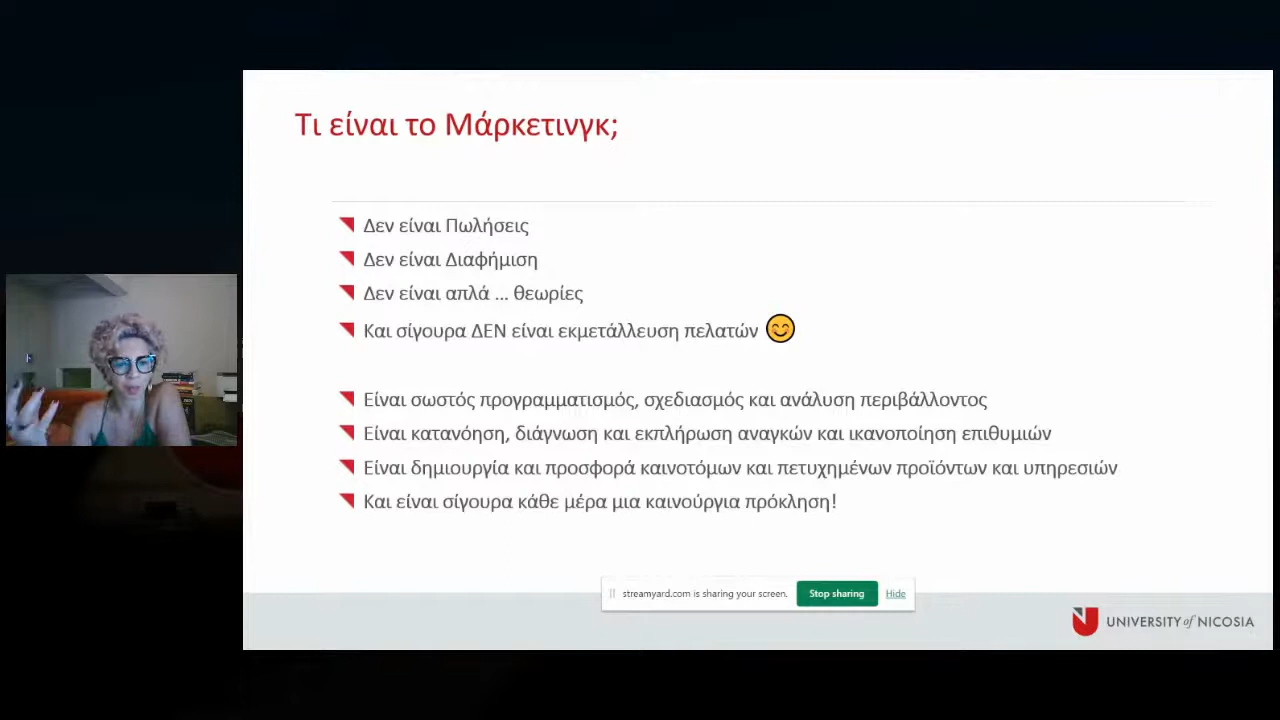 Τι είναι το Μάρκετινγκ;
Δεν είναι Πωλήσεις
Δεν είναι Διαφήμιση
Δεν είναι απλά ... θεωρίες
Και σίγουρα ΔΕΝ είναι εκμετάλλευση πελατών 😊
Είναι σωστός προγραμματισμός, σχεδιασμός και ανάλυση περιβάλλοντος
Είναι κατανόηση, διάγνωση και εκπλήρωση αναγκών και ικανοποίηση επιθυμιών
Είναι δημιουργία και προσφορά καινοτόμων και πετυχημένων προϊόντων και υπηρεσιών
Και είναι σίγουρα κάθε μέρα μια καινούργια πρόκληση!
streamyard.com is sharing your screen. Stop sharing Hide
UNIVERSITY of NICOSIA